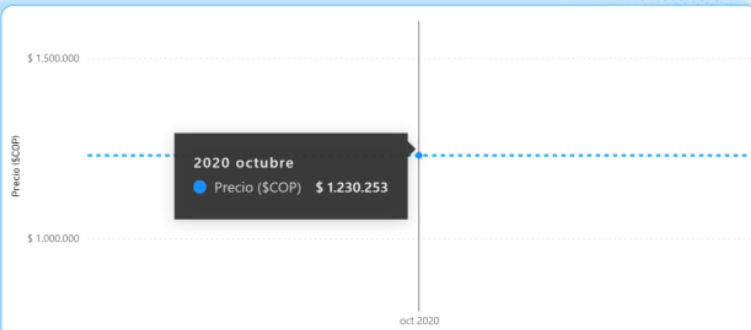 $ 1.500.000
Precio ($COP)
2020 octubre
Precio ($COP) $ 1.230.253
$ 1.000.000
oct 2020